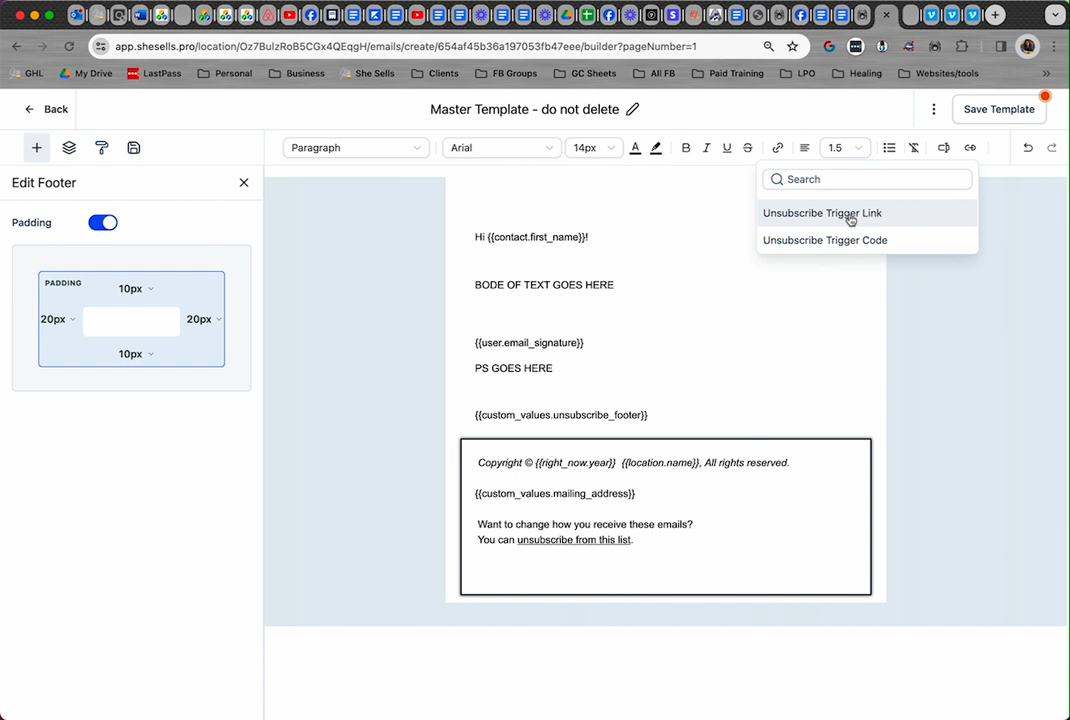 app.shesells.pro/location/Oz7BulzRoB5CGx4QEqgH/emails/create/654af45b36a197053fb47eee/builder?pageNumber=1
GHL
My Drive
LastPass
Personal
Business
She Sells
Clients
FB Groups
GC Sheets
All FB
Paid Training
LPO
Healing
Websites/tools
»
Back
Master Template - do not delete
Save Template
Paragraph
Arial
14px
A
B
I
U
S
1.5
Edit Footer
Search
Padding
Unsubscribe Trigger Link
Unsubscribe Trigger Code
PADDING
10px
20px
20px
10px
Hi {{contact.first_name}}!
BODE OF TEXT GOES HERE
{{user.email_signature}}
PS GOES HERE
{{custom_values.unsubscribe_footer}}
Copyright © {{right_now.year}} {{location.name}}, All rights reserved.
{{custom_values.mailing_address}}
Want to change how you receive these emails?
You can unsubscribe from this list.